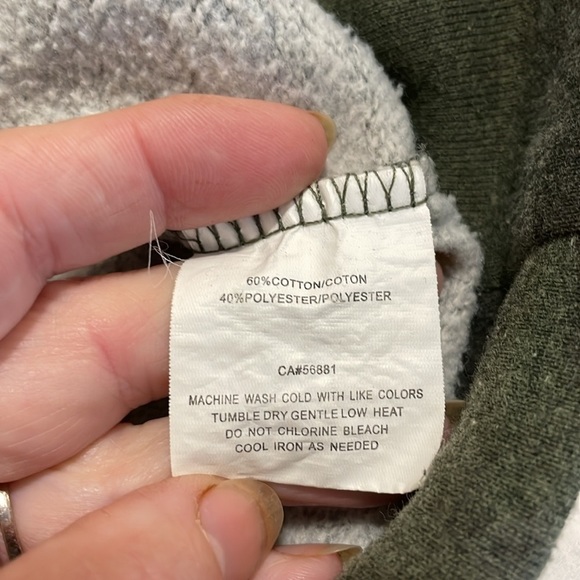 60%COTTON/COTON
40%POLYESTER/POLYESTER
CA#56881
MACHINE WASH COLD WITH LIKE COLORS
TUMBLE DRY GENTLE LOW HEAT
DO NOT CHLORINE BLEACH
COOL IRON AS NEEDED